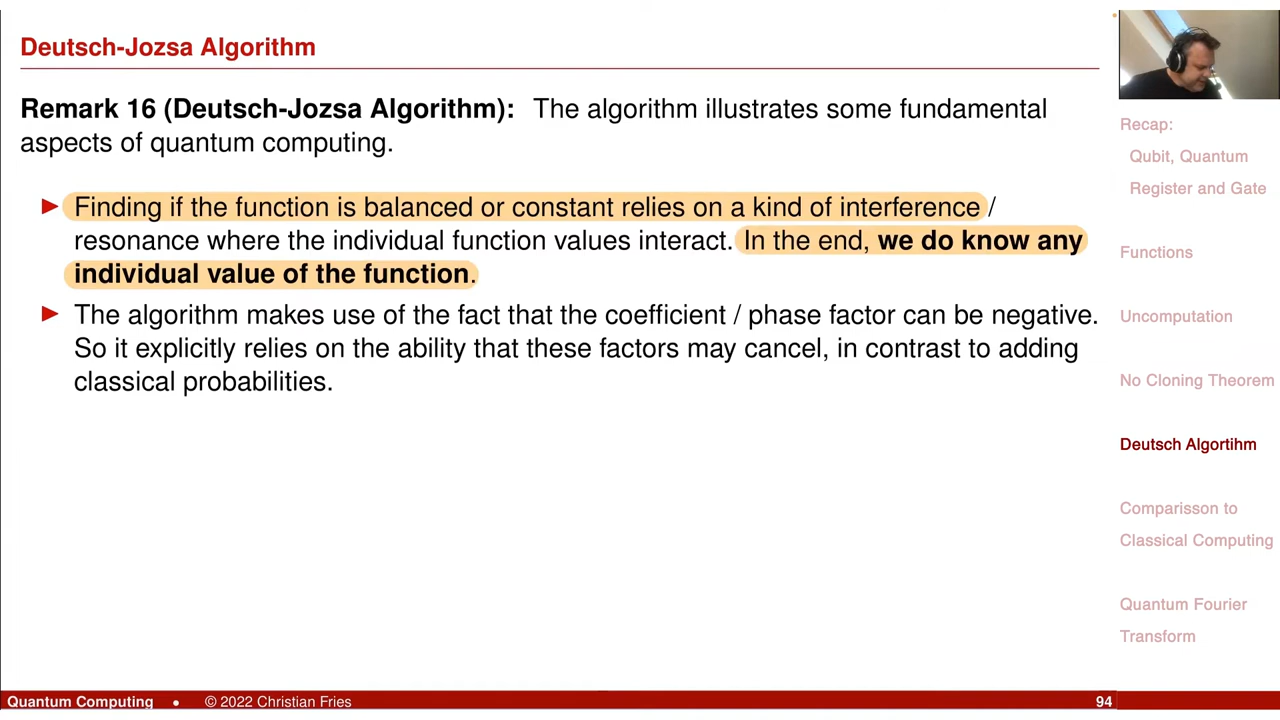 Deutsch-Jozsa Algorithm
Remark 16 (Deutsch-Jozsa Algorithm): The algorithm illustrates some fundamental
aspects of quantum computing.
Finding if the function is balanced or constant relies on a kind of interference /
resonance where the individual function values interact. In the end, we do know any
individual value of the function.
The algorithm makes use of the fact that the coefficient / phase factor can be negative.
So it explicitly relies on the ability that these factors may cancel, in contrast to adding
classical probabilities.
Recap:
Qubit, Quantum
Register and Gate
Functions
Uncomputation
No Cloning Theorem
Deutsch Algortihm
Comparisson to
Classical Computing
Quantum Fourier
Transform
Quantum Computing • © 2022 Christian Fries 94